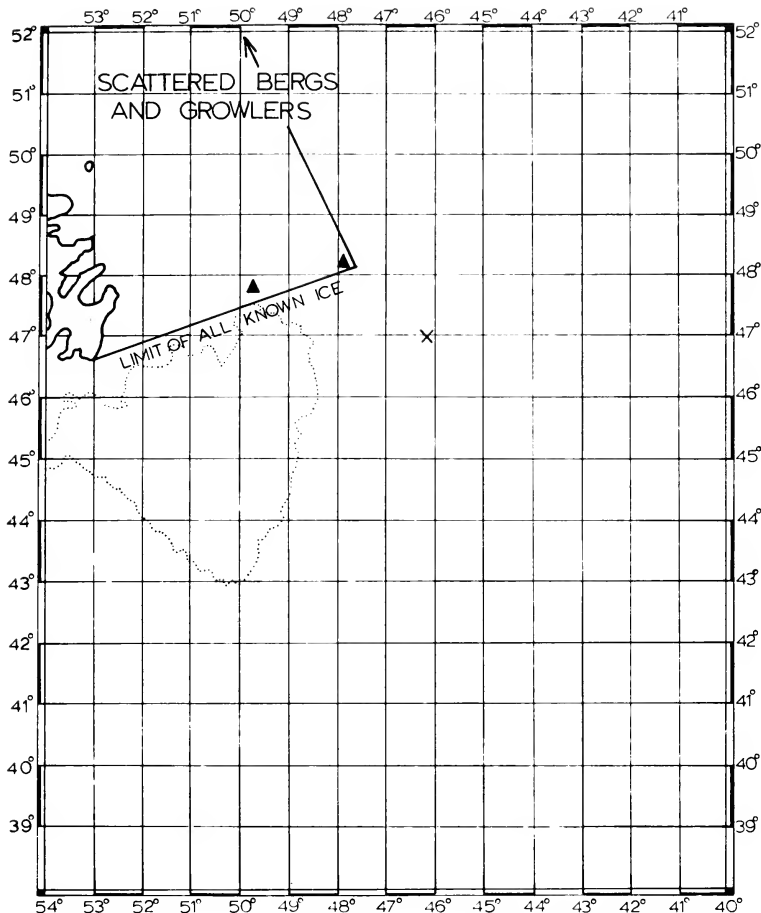 53° 52° 51° 50° 49° 48° 47° 46° 45° 44° 43° 42° 41°
52° 52°
SCATTERED BERGS
51° 51°
AND GROWLERS
50° 50°
49° 49°
48° 48°
LIMIT OF ALL KNOWN ICE
47° 47°
46° 46°
45° 45°
44° 44°
43° 43°
42° 42°
41° 41°
40° 40°
39° 39°
54° 53° 52° 51° 50° 49° 48° 47° 46° 45° 44° 43° 42° 41° 40°